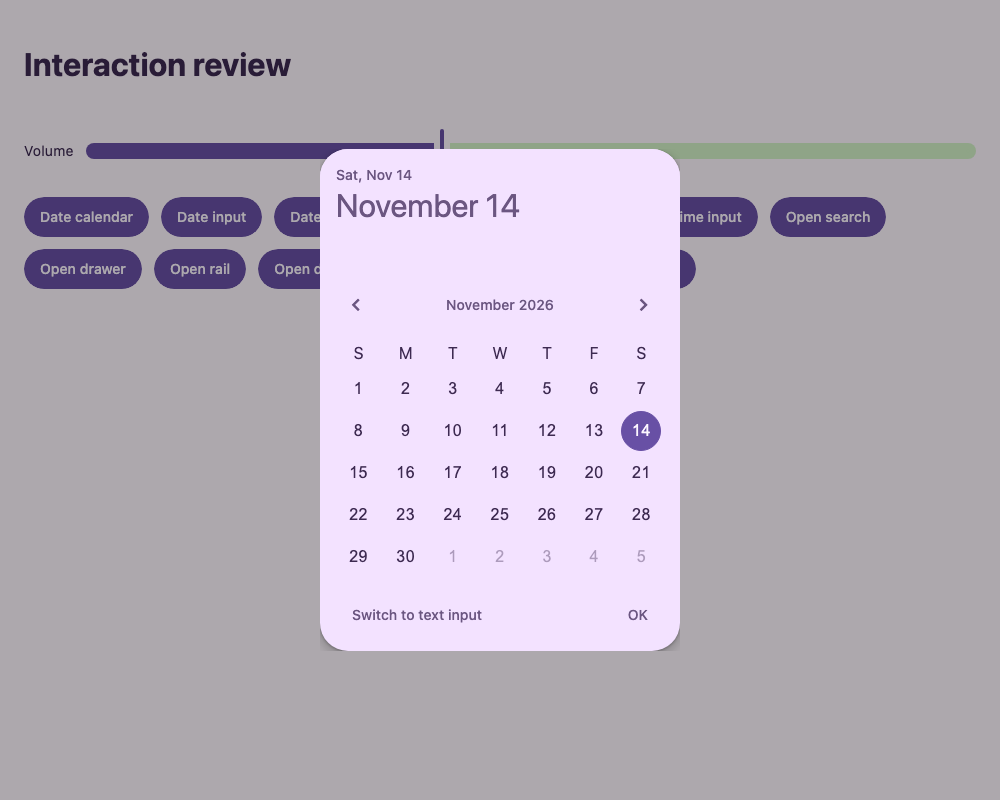 Interaction review
Volume
Date calendar Date input Date ime input Open search
Open drawer Open rail Open
Sat, Nov 14
November 14
November 2026
S M T W T F S
1 2 3 4 5 6 7
8 9 10 11 12 13 14
15 16 17 18 19 20 21
22 23 24 25 26 27 28
29 30 1 2 3 4 5
Switch to text input OK